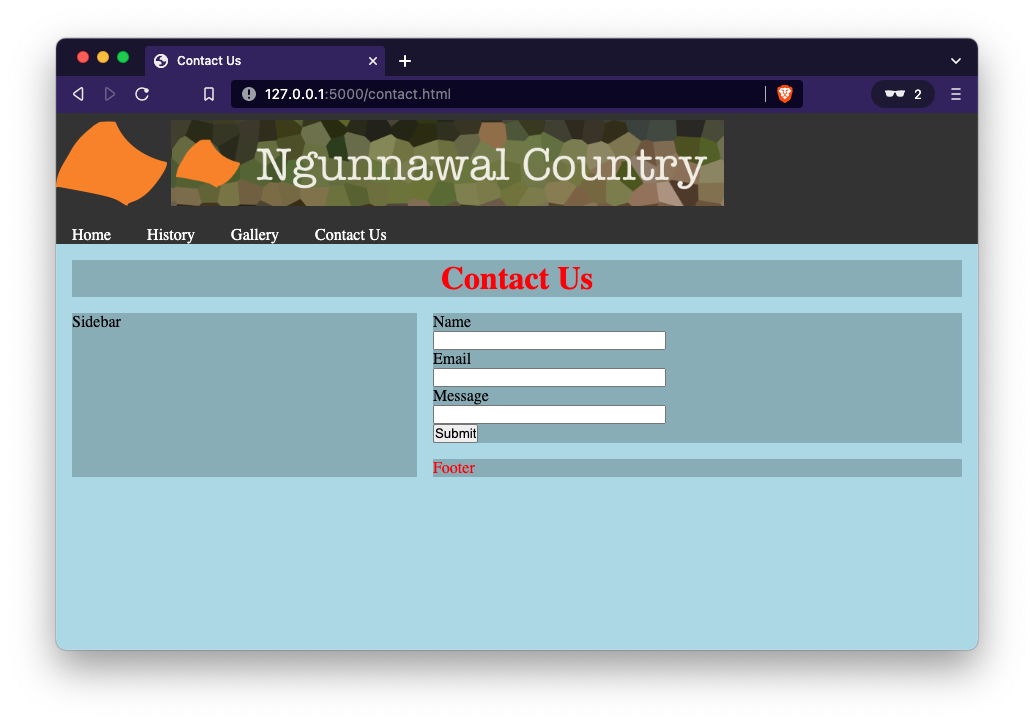 Contact Us
127.0.0.1:5000/contact.html
2
Ngunnawal Country
Home History Gallery Contact Us
Contact Us
Sidebar
Name
Email
Message
Submit
Footer